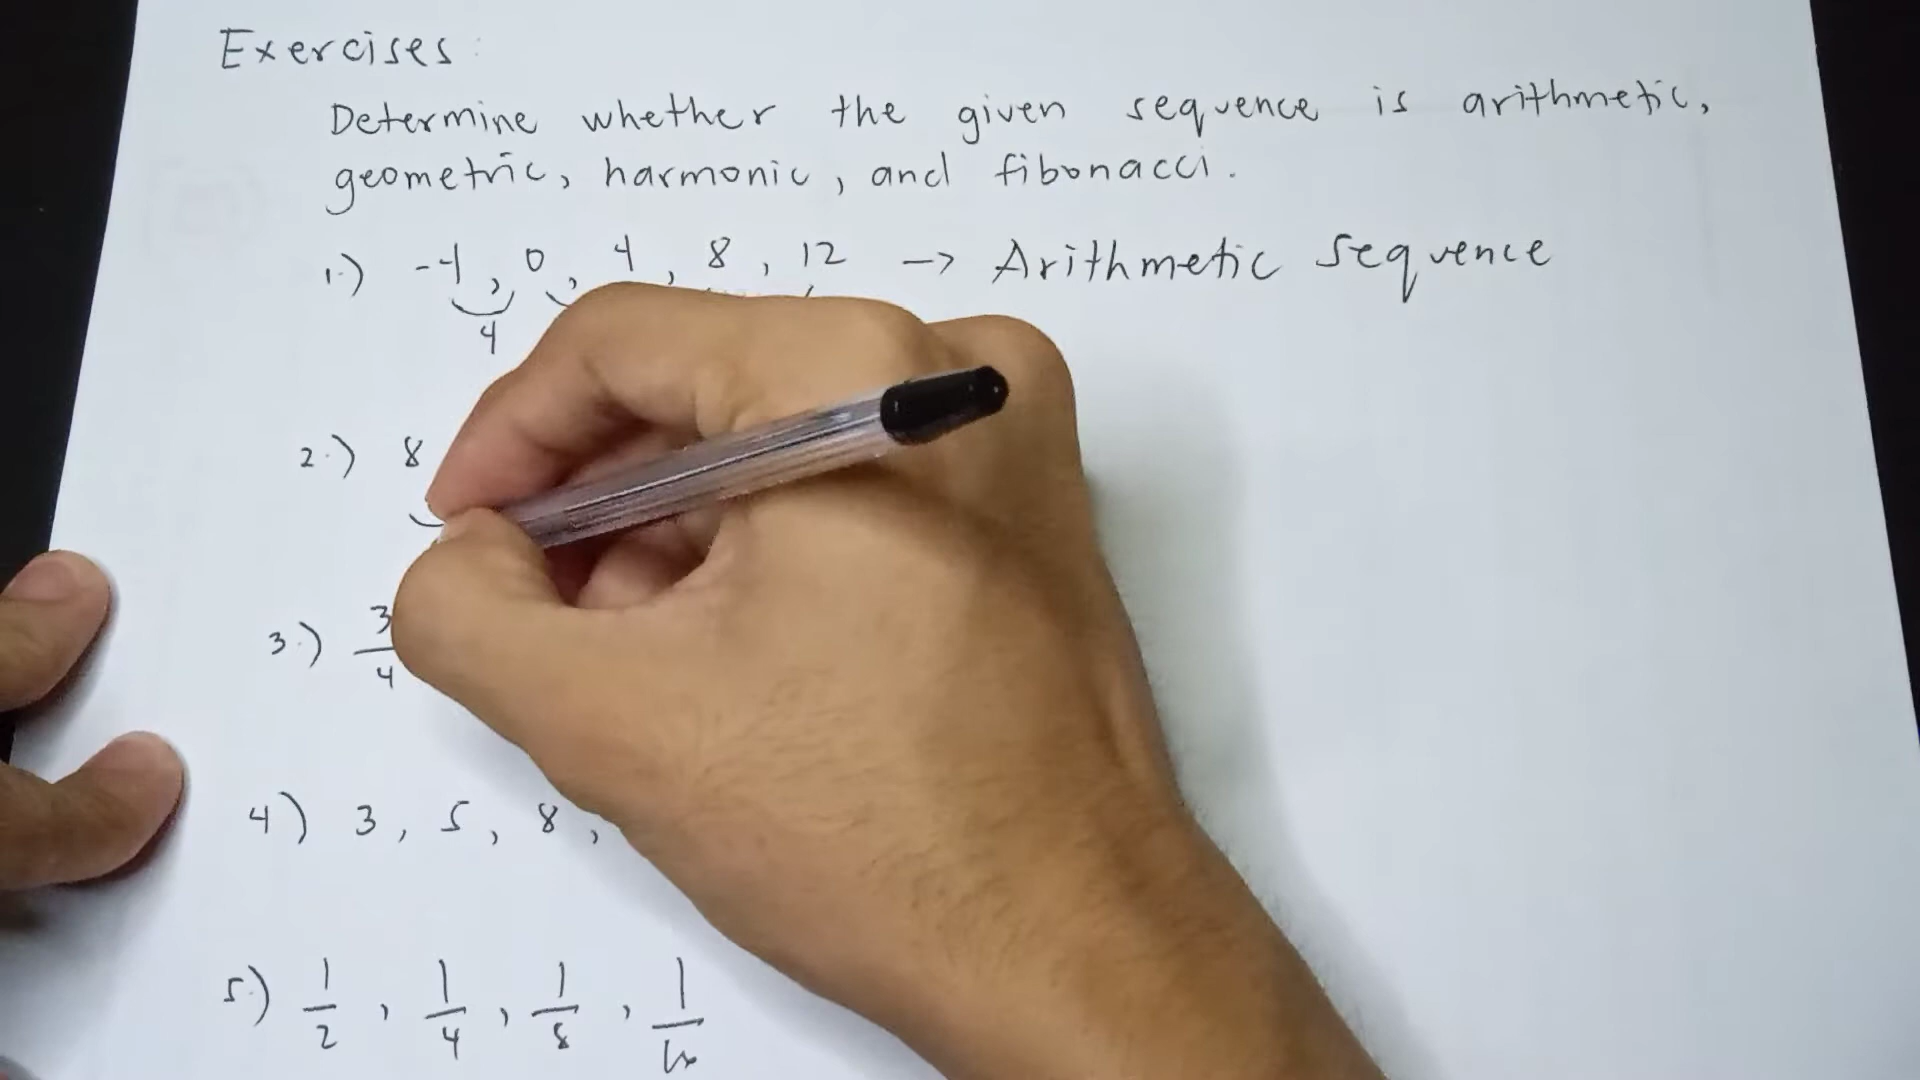 Exercises:
Determine whether the given sequence is arithmetic,
geometric, harmonic, and fibonacci.
1.) -4, 0, 4, 8, 12 -> Arithmetic sequence
4
2.) 8
3.) 3/4
4) 3, 5, 8,
5.) 1/2, 1/4, 1/8, 1/16